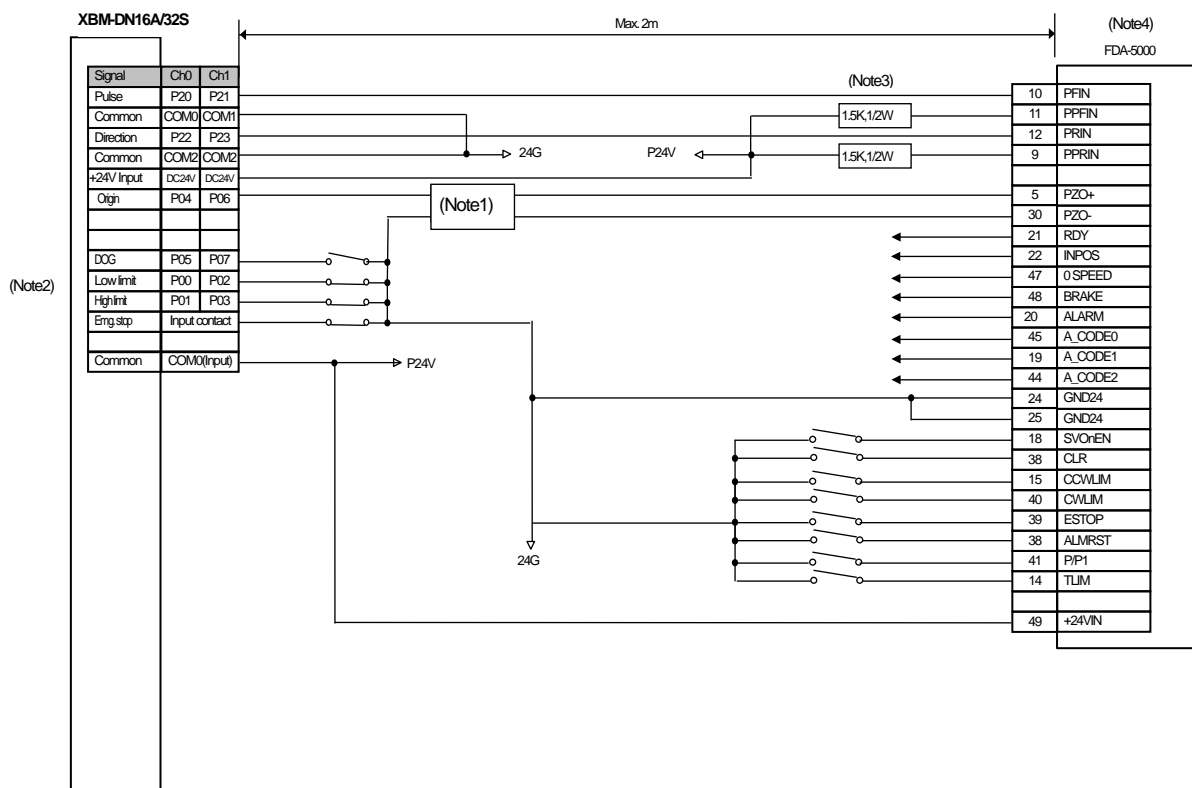 XBM-DN16A/32S
Max. 2m
(Note4)
FDA-5000
Signal Ch0 Ch1
Pulse P20 P21
Common COM0 COM1
Direction P22 P23
Common COM2 COM2
+24V Input DC24V DC24V
Origin P04 P06
DOG P05 P07
Low limit P00 P02
High limit P01 P03
Emg. stop Input contact
Common COM0(Input)
(Note2)
(Note3)
1.5K,1/2W
24G
P24V
1.5K,1/2W
(Note1)
P24V
24G
10 PFIN
11 PPFIN
12 PRIN
9 PPRIN
5 PZO+
30 PZO-
21 RDY
22 INPOS
47 0 SPEED
48 BRAKE
20 ALARM
45 A_CODE0
19 A_CODE1
44 A_CODE2
24 GND24
25 GND24
18 SVOnEN
38 CLR
15 CCWLIM
40 CWLIM
39 ESTOP
38 ALMRST
41 P/P1
14 TLIM
49 +24VIN